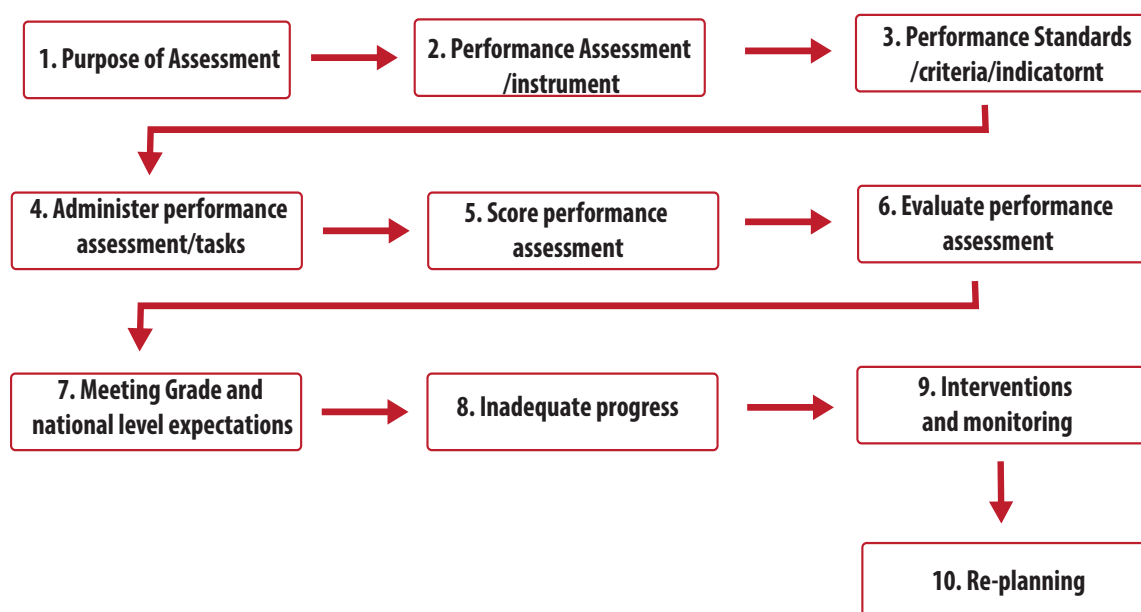 1. Purpose of Assessment
2. Performance Assessment
/instrument
3. Performance Standards
/criteria/indicatornt
4. Administer performance
assessment/tasks
5. Score performance
assessment
6. Evaluate performance
assessment
7. Meeting Grade and
national level expectations
8. Inadequate progress
9. Interventions
and monitoring
10. Re-planning